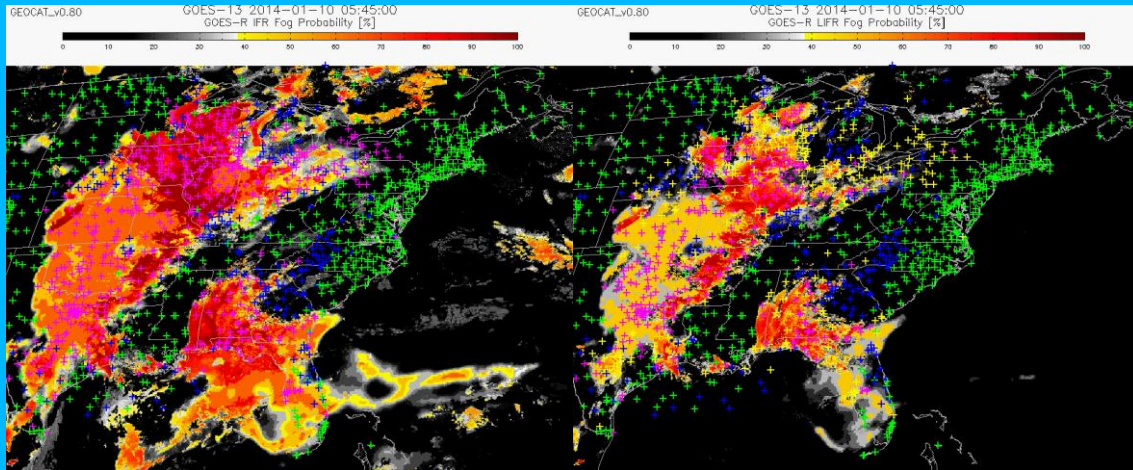 GEOCAT_v0.80
GOES-13 2014-01-10 05:45:00
GOES-R IFR Fog Probability [%]
0 10 20 30 40 50 60 70 80 90 100
GEOCAT_v0.80
GOES-13 2014-01-10 05:45:00
GOES-R LIFR Fog Probability [%]
0 10 20 30 40 50 60 70 80 90 100